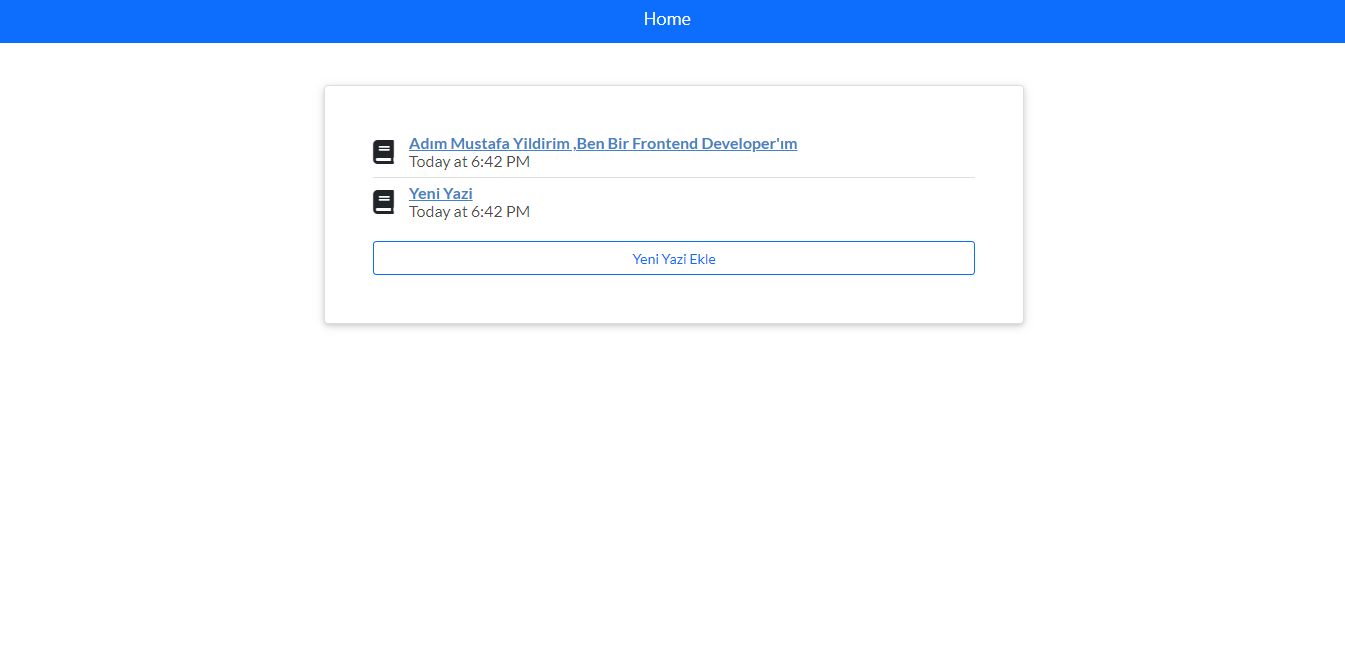 Home
Adım Mustafa Yildirim ,Ben Bir Frontend Developer'ım
Today at 6:42 PM
Yeni Yazi
Today at 6:42 PM
Yeni Yazi Ekle